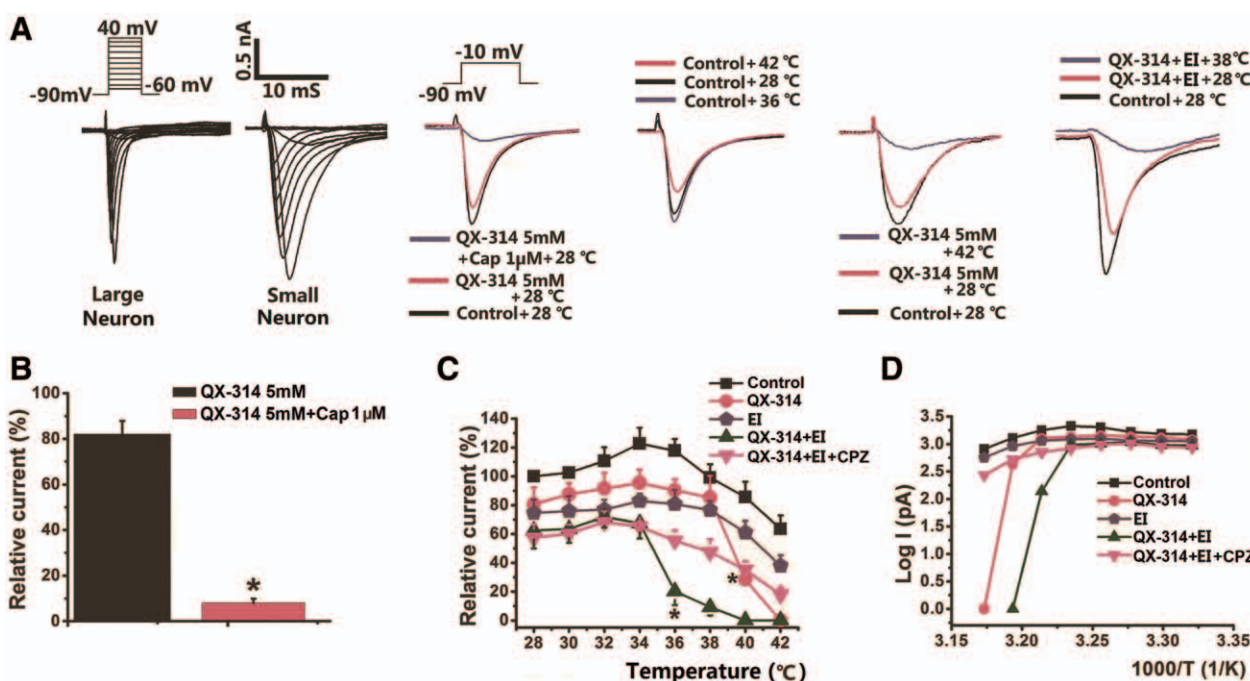 A
40 mV
-90mV
-60 mV
0.5 nA
10 mS
-10 mV
-90 mV
Control+42℃
Control+28℃
Control+36℃
QX-314+EI+38℃
QX-314+EI+28℃
Control+28℃
Large
Neuron
Small
Neuron
QX-314 5mM
+Cap 1μM+28℃
QX-314 5mM
+28℃
Control+28℃
QX-314 5mM
+42℃
QX-314 5mM
+28℃
Control+28℃
B
Relative current (%)
100
80
60
40
20
0
QX-314 5mM
QX-314 5mM+Cap 1μM
*
C
Relative current (%)
140
120
100
80
60
40
20
0
Control
QX-314
EI
QX-314+EI
QX-314+EI+CPZ
*
*
28 30 32 34 36 38 40 42
Temperature (℃)
D
Log I (pA)
3.5
3.0
2.5
2.0
1.5
1.0
0.5
0.0
Control
QX-314
EI
QX-314+EI
QX-314+EI+CPZ
3.15 3.20 3.25 3.30 3.35
1000/T (1/K)